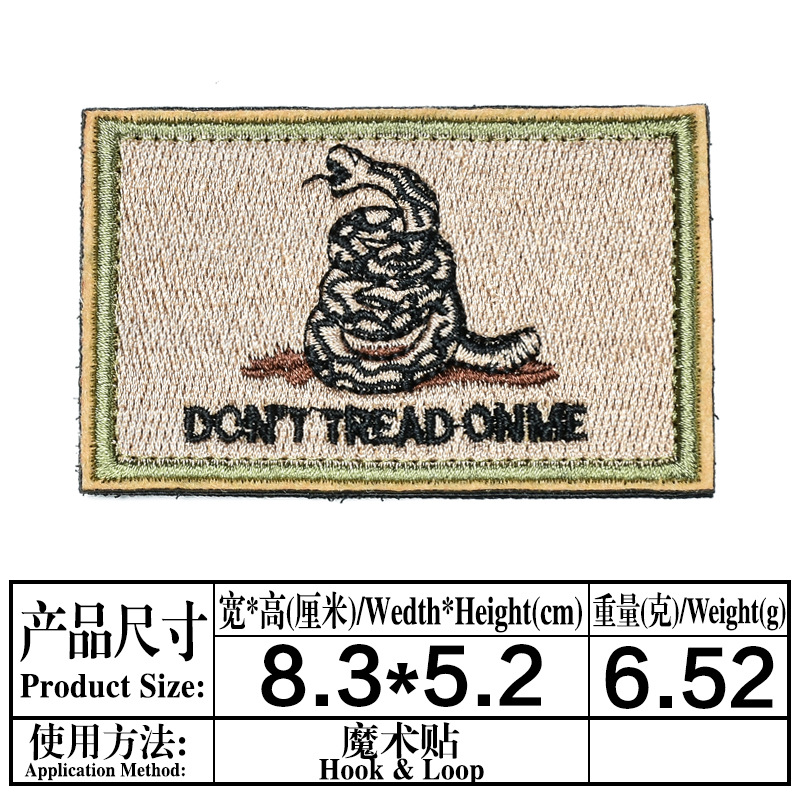 DON'T TREAD ON ME
产品尺寸
Product Size:
宽*高(厘米)/Wedth*Height(cm)
重量(克)/Weight(g)
8.3*5.2
6.52
使用方法:
Application Method:
魔术贴
Hook & Loop